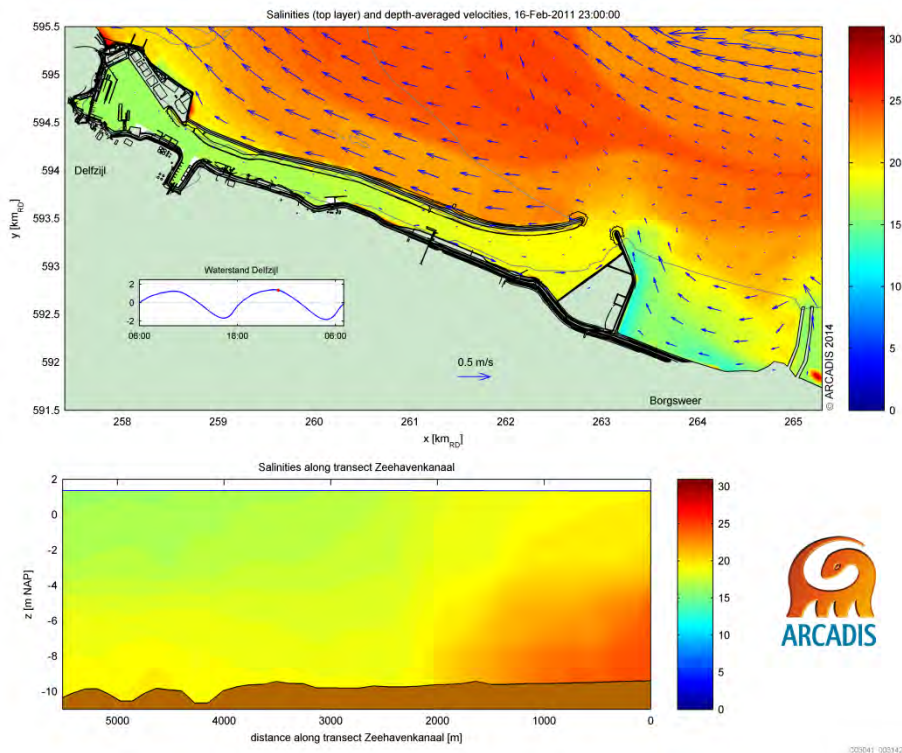 Salinities (top layer) and depth-averaged velocities, 16-Feb-2011 23:00:00
595.5
595
594.5
594
593.5
593
592.5
592
591.5
y [km_RD]
Delfzijl
Waterstand Delfzijl
2
0
-2
06:00 18:00 06:00
0.5 m/s
Borgsweer
© ARCADIS 2014
258 259 260 261 262 263 264 265
x [km_RD]
30
25
20
15
10
5
0
Salinities along transect Zeehavenkanaal
2
0
-2
-4
-6
-8
-10
z [m NAP]
5000 4000 3000 2000 1000 0
distance along transect Zeehavenkanaal [m]
30
25
20
15
10
5
0
ARCADIS